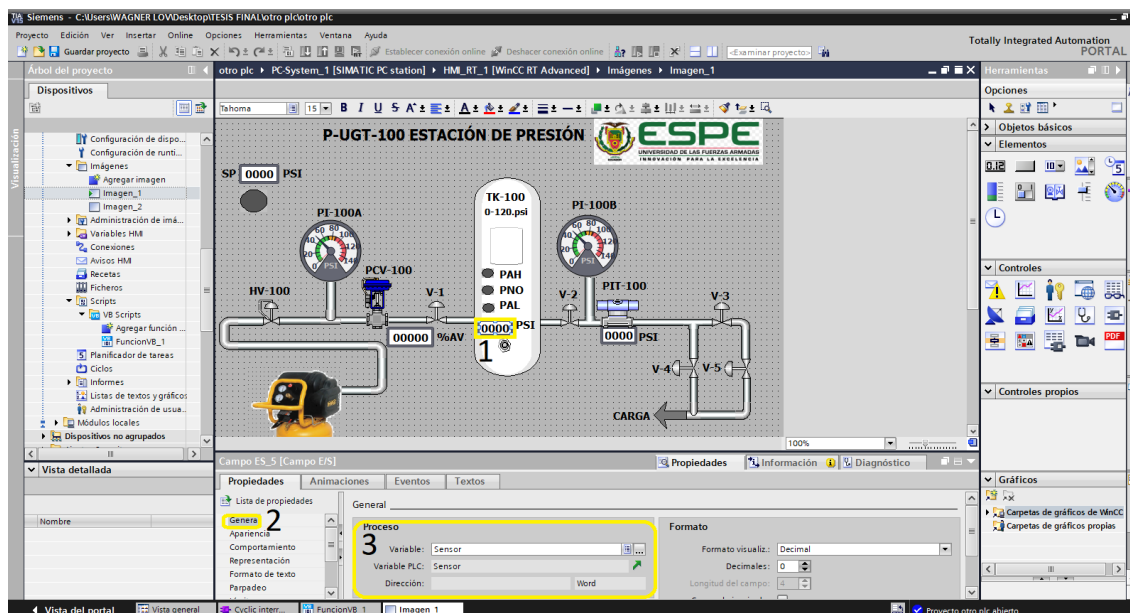 Siemens - C:\Users\WAGNER LOV\Desktop\TESIS FINAL\otro plc\otro plc
Proyecto Edición Ver Insertar Online Opciones Herramientas Ventana Ayuda
Totally Integrated Automation
PORTAL
Guardar proyecto Establecer conexión online Deshacer conexión online <Examinar proyecto>
Árbol del proyecto
otro plc PC-System_1 [SIMATIC PC station] HMI_RT_1 [WinCC RT Advanced] Imágenes Imagen_1
Herramientas
Dispositivos
Opciones
Tahoma 15 B I U S A
Visualización
Configuración de dispo...
Configuración de runti...
Imágenes
Agregar imagen
Imagen_1
Imagen_2
Administración de imá...
Variables HMI
Conexiones
Avisos HMI
Recetas
Ficheros
Scripts
VB Scripts
Agregar función ...
FuncionVB_1
Planificador de tareas
Ciclos
Informes
Listas de textos y gráficos
Administración de usua...
Módulos locales
Dispositivos no agrupados
Vista detallada
Nombre
P-UGT-100 ESTACIÓN DE PRESIÓN
ESPE
UNIVERSIDAD DE LAS FUERZAS ARMADAS
INNOVACIÓN PARA LA EXCELENCIA
SP 0000 PSI
TK-100
0-120.psi
PI-100A
PI-100B
PSI
PSI
PCV-100
PAH
PNO
PAL
HV-100
V-1
V-2
PIT-100
V-3
0000 PSI
1
00000 %AV
0000 PSI
V-4
V-5
CARGA
100%
Objetos básicos
Elementos
Controles
PDF
Controles propios
Gráficos
Carpetas de gráficos de WinCC
Carpetas de gráficos propias
Campo ES_5 [Campo E/S]
Propiedades Información Diagnóstico
Propiedades Animaciones Eventos Textos
Lista de propiedades
Genera
2
Apariencia
Comportamiento
Representación
Formato de texto
Parpadeo
General
Proceso
3
Variable: Sensor
Variable PLC: Sensor
Dirección: Word
Formato
Formato visualiz.: Decimal
Decimales: 0
Longitud del campo: 4
Vista del portal Vista general Cyclic interr... FuncionVB_1 Imagen_1
Proyecto otro plc abierto